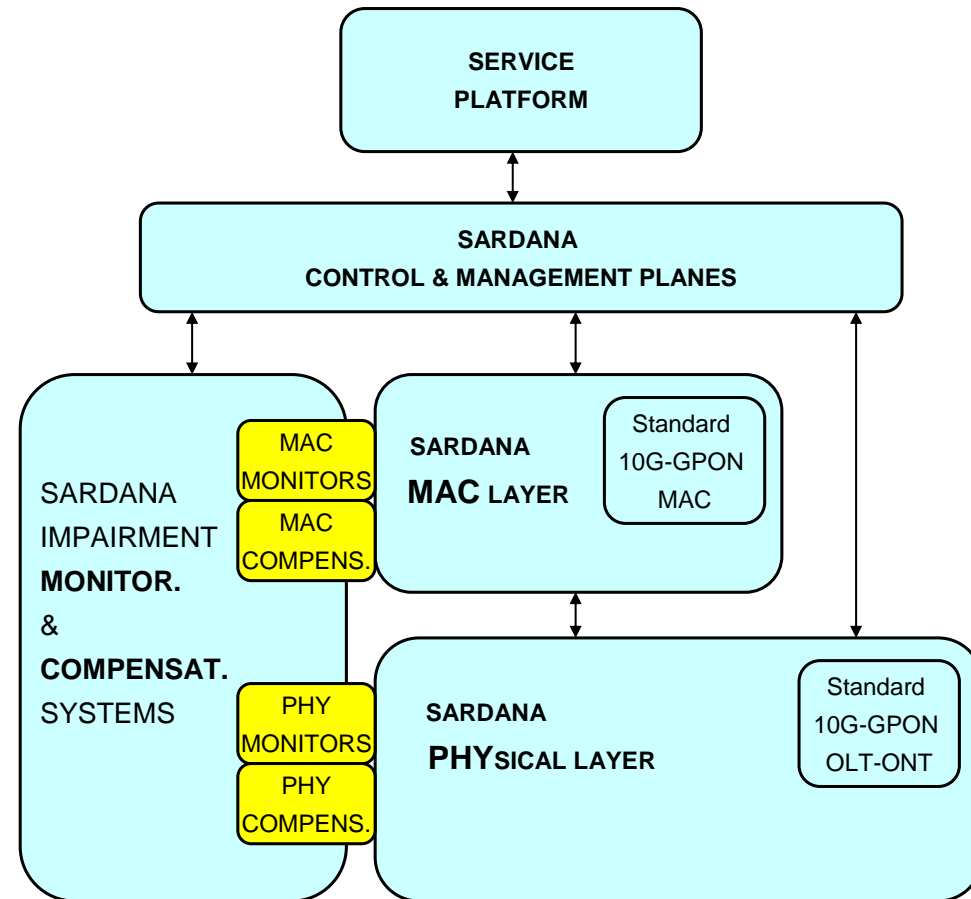 SERVICE
PLATFORM
SARDANA
CONTROL & MANAGEMENT PLANES
SARDANA
IMPAIRMENT
MONITOR.
&
COMPENSAT.
SYSTEMS
MAC
MONITORS
MAC
COMPENS.
SARDANA
MAC LAYER
Standard
10G-GPON
MAC
PHY
MONITORS
PHY
COMPENS.
SARDANA
PHYSICAL LAYER
Standard
10G-GPON
OLT-ONT